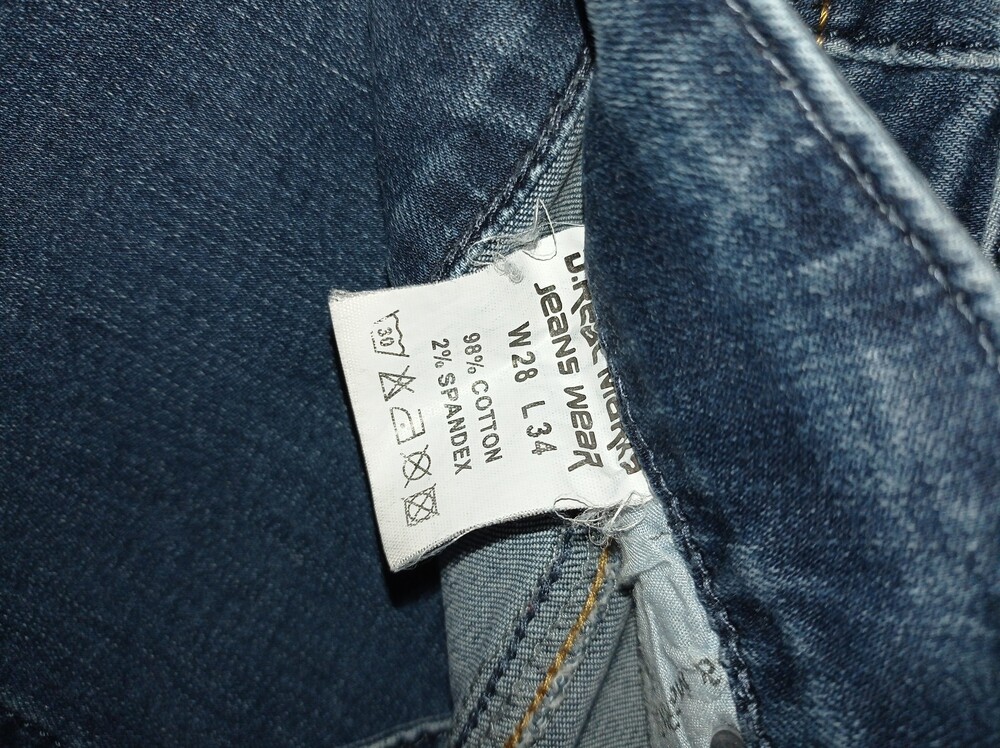 JEANS WEAR
W28 L34
98% COTTON
2% SPANDEX
30